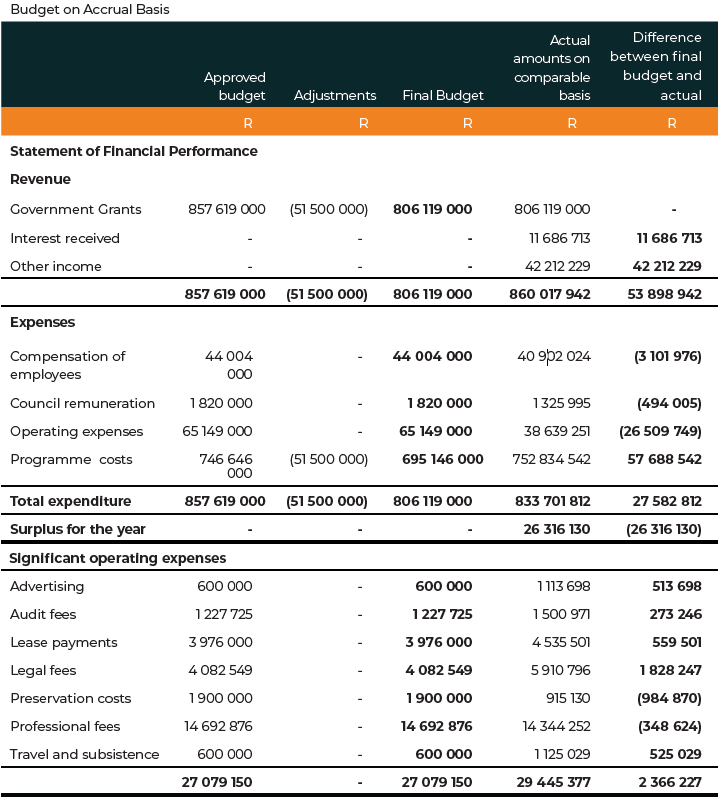 Budget on Accrual Basis
Approved budget Adjustments Final Budget Actual amounts on comparable basis Difference between final budget and actual
R R R R R
Statement of Financial Performance
Revenue
Government Grants 857 619 000 (51 500 000) 806 119 000 806 119 000 -
Interest received - - - 11 686 713 11 686 713
Other income - - - 42 212 229 42 212 229
857 619 000 (51 500 000) 806 119 000 860 017 942 53 898 942
Expenses
Compensation of employees 44 004 000 - 44 004 000 40 902 024 (3 101 976)
Council remuneration 1 820 000 - 1 820 000 1 325 995 (494 005)
Operating expenses 65 149 000 - 65 149 000 38 639 251 (26 509 749)
Programme costs 746 646 000 (51 500 000) 695 146 000 752 834 542 57 688 542
Total expenditure 857 619 000 (51 500 000) 806 119 000 833 701 812 27 582 812
Surplus for the year - - - 26 316 130 (26 316 130)
Significant operating expenses
Advertising 600 000 - 600 000 1 113 698 513 698
Audit fees 1 227 725 - 1 227 725 1 500 971 273 246
Lease payments 3 976 000 - 3 976 000 4 535 501 559 501
Legal fees 4 082 549 - 4 082 549 5 910 796 1 828 247
Preservation costs 1 900 000 - 1 900 000 915 130 (984 870)
Professional fees 14 692 876 - 14 692 876 14 344 252 (348 624)
Travel and subsistence 600 000 - 600 000 1 125 029 525 029
27 079 150 - 27 079 150 29 445 377 2 366 227